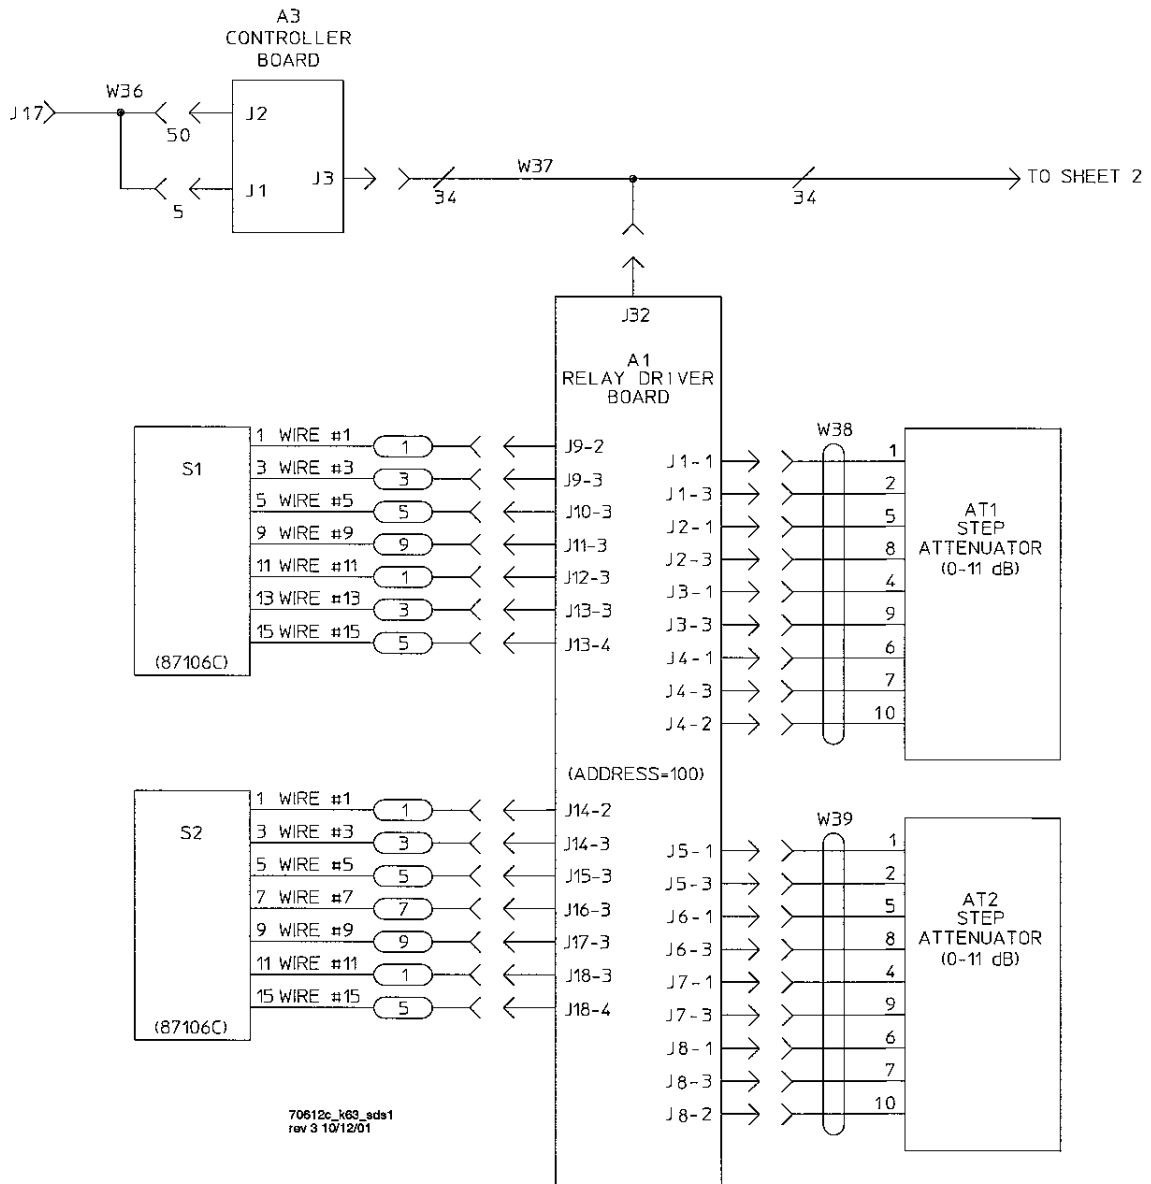 A3
CONTROLLER
BOARD
W36
J17
J2
50
J3
W37
TO SHEET 2
J1
5
34
34
J32
A1
RELAY DRIVER
BOARD
S1
(87106C)
1 WIRE #1
1
J9-2
3 WIRE #3
3
J9-3
5 WIRE #5
5
J10-3
9 WIRE #9
9
J11-3
11 WIRE #11
1
J12-3
13 WIRE #13
3
J13-3
15 WIRE #15
5
J13-4
W38
J1-1
1
J1-3
2
J2-1
5
J2-3
8
J3-1
4
J3-3
9
J4-1
6
J4-3
7
J4-2
10
AT1
STEP
ATTENUATOR
(0-11 dB)
(ADDRESS=100)
S2
(87106C)
1 WIRE #1
1
J14-2
3 WIRE #3
3
J14-3
5 WIRE #5
5
J15-3
7 WIRE #7
7
J16-3
9 WIRE #9
9
J17-3
11 WIRE #11
1
J18-3
15 WIRE #15
5
J18-4
W39
J5-1
1
J5-3
2
J6-1
5
J6-3
8
J7-1
4
J7-3
9
J8-1
6
J8-3
7
J8-2
10
AT2
STEP
ATTENUATOR
(0-11 dB)
70612c_k63_sds1
rev 3 10/12/01